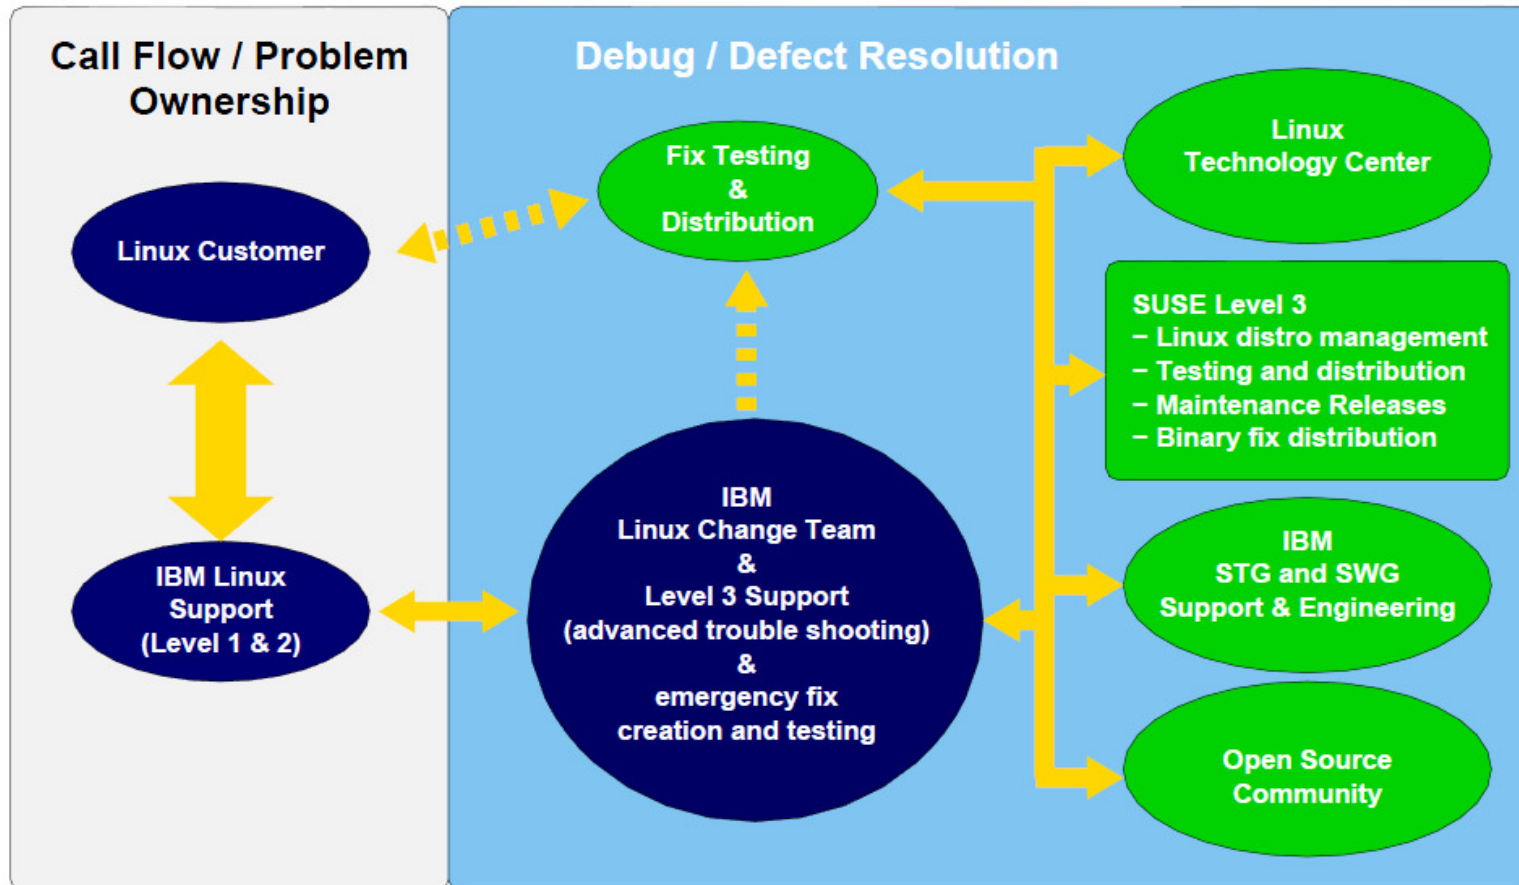 Call Flow / Problem
Ownership
Debug / Defect Resolution
Linux Customer
IBM Linux
Support
(Level 1 & 2)
Fix Testing
&
Distribution
IBM
Linux Change Team
&
Level 3 Support
(advanced trouble shooting)
&
emergency fix
creation and testing
Linux
Technology Center
SUSE Level 3
– Linux distro management
– Testing and distribution
– Maintenance Releases
– Binary fix distribution
IBM
STG and SWG
Support & Engineering
Open Source
Community